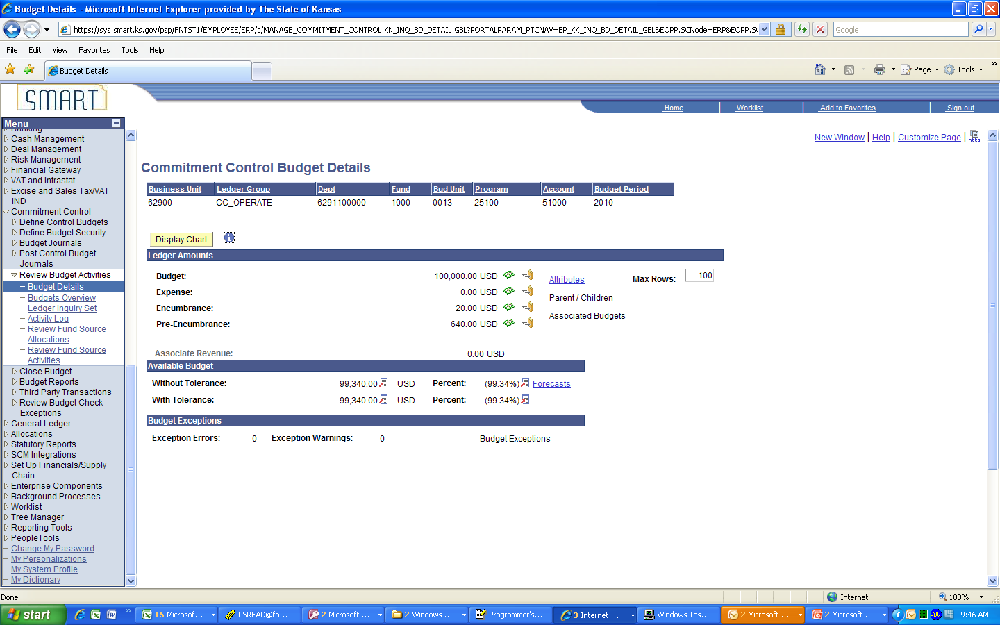 Budget Details - Microsoft Internet Explorer provided by The State of Kansas
https://sys.smart.ks.gov/psp/FNTST1/EMPLOYEE/ERP/c/MANAGE_COMMITMENT_CONTROL.KK_INQ_BD_DETAIL.GBL?PORTALPARAM_PTCNAV=EP_KK_INQ_BD_DETAIL_GBL&EOPP.SCNode=ERP&EOPP.SC
Google
File Edit View Favorites Tools Help
Budget Details
Page Tools
SMART
Home Worklist Add to Favorites Sign out
Menu
Banking
Cash Management
Deal Management
Risk Management
Financial Gateway
VAT and Intrastat
Excise and Sales Tax/VAT
IND
Commitment Control
Define Control Budgets
Define Budget Security
Budget Journals
Post Control Budget
Journals
Review Budget Activities
Budget Details
Budgets Overview
Ledger Inquiry Set
Activity Log
Review Fund Source
Allocations
Review Fund Source
Activities
Close Budget
Budget Reports
Third Party Transactions
Review Budget Check
Exceptions
General Ledger
Allocations
Statutory Reports
SCM Integrations
Set Up Financials/Supply
Chain
Enterprise Components
Background Processes
Worklist
Tree Manager
Reporting Tools
PeopleTools
Change My Password
My Personalizations
My System Profile
My Dictionary
New Window | Help | Customize Page | http
Commitment Control Budget Details
Business Unit Ledger Group Dept Fund Bud Unit Program Account Budget Period
62900 CC_OPERATE 6291100000 1000 0013 25100 51000 2010
Display Chart
Ledger Amounts
Budget: 100,000.00 USD Attributes Max Rows: 100
Expense: 0.00 USD Parent / Children
Encumbrance: 20.00 USD Associated Budgets
Pre-Encumbrance: 640.00 USD
Associate Revenue: 0.00 USD
Available Budget
Without Tolerance: 99,340.00 USD Percent: (99.34%) Forecasts
With Tolerance: 99,340.00 USD Percent: (99.34%)
Budget Exceptions
Exception Errors: 0 Exception Warnings: 0 Budget Exceptions
Done Internet 100%
start 15 Microsof... PSREAD@fn... 2 Microsoft ... 2 Windows ... Programmer's... 3 Internet ... Windows Tas... 2 Microsoft ... 2 Microsoft ... 9:46 AM